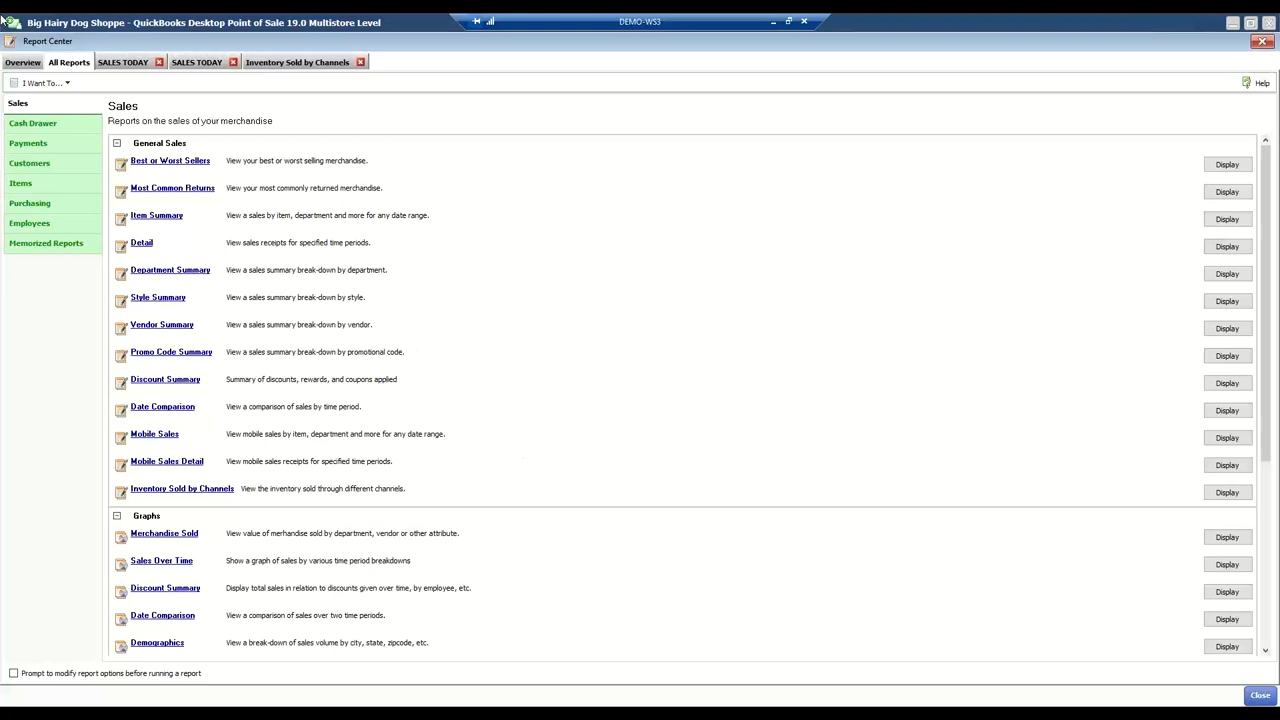 Big Hairy Dog Shoppe - QuickBooks Desktop Point of Sale 19.0 Multistore Level
DEMO-WS3
Report Center
Overview All Reports SALES TODAY SALES TODAY Inventory Sold by Channels
I Want To... Help
Sales
Cash Drawer
Payments
Customers
Items
Purchasing
Employees
Memorized Reports
Sales
Reports on the sales of your merchandise
General Sales
Best or Worst Sellers View your best or worst selling merchandise. Display
Most Common Returns View your most commonly returned merchandise. Display
Item Summary View a sales by item, department and more for any date range. Display
Detail View sales receipts for specified time periods. Display
Department Summary View a sales summary break-down by department. Display
Style Summary View a sales summary break-down by style. Display
Vendor Summary View a sales summary break-down by vendor. Display
Promo Code Summary View a sales summary break-down by promotional code. Display
Discount Summary Summary of discounts, rewards, and coupons applied Display
Date Comparison View a comparison of sales by time period. Display
Mobile Sales View mobile sales by item, department and more for any date range. Display
Mobile Sales Detail View mobile sales receipts for specified time periods. Display
Inventory Sold by Channels View the inventory sold through different channels. Display
Graphs
Merchandise Sold View value of merhandise sold by department, vendor or other attribute. Display
Sales Over Time Show a graph of sales by various time period breakdowns Display
Discount Summary Display total sales in relation to discounts given over time, by employee, etc. Display
Date Comparison View a comparison of sales over two time periods. Display
Demographics View a break-down of sales volume by city, state, zipcode, etc. Display
Prompt to modify report options before running a report
Close